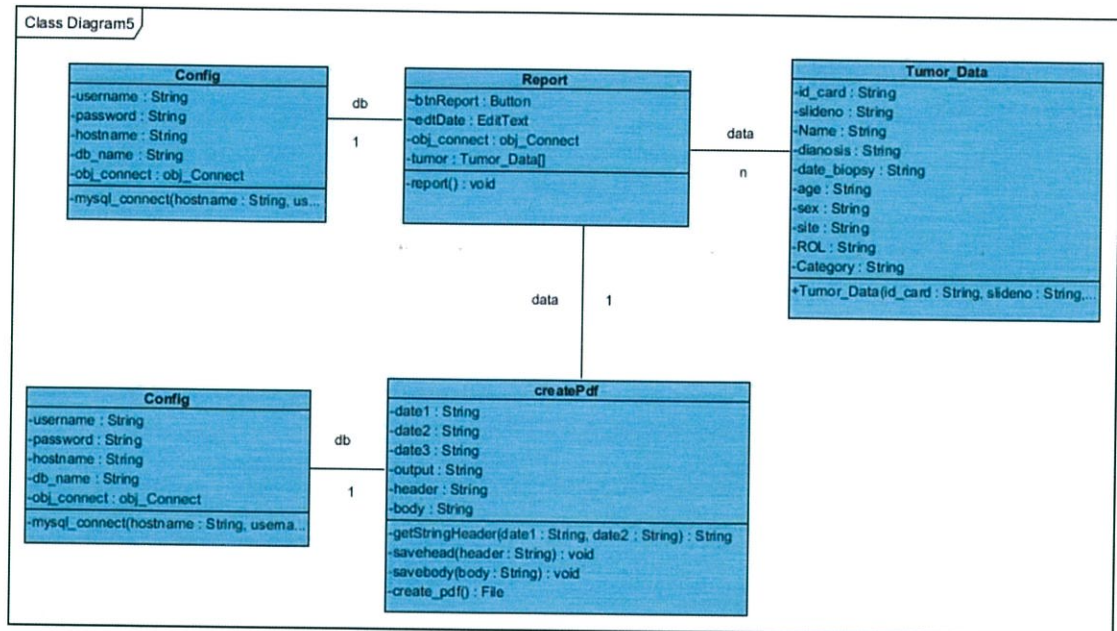 Class Diagram5
Config
-username : String
-password : String
-hostname : String
-db_name : String
-obj_connect : obj_Connect
-mysql_connect(hostname : String, us...
db
1
Report
~btnReport : Button
~edtDate : EditText
-obj_connect : obj_Connect
-tumor : Tumor_Data[]
-report() : void
data
n
Tumor_Data
-id_card : String
-slideno : String
-Name : String
-dianosis : String
-date_biopsy : String
-age : String
-sex : String
-site : String
-ROL : String
-Category : String
+Tumor_Data(id_card : String, slideno : String,...
data
1
Config
-username : String
-password : String
-hostname : String
-db_name : String
-obj_connect : obj_Connect
-mysql_connect(hostname : String, userna...
db
1
createPdf
-date1 : String
-date2 : String
-date3 : String
-output : String
-header : String
-body : String
-getStringHeader(date1 : String, date2 : String) : String
-savehead(header : String) : void
-savebody(body : String) : void
-create_pdf() : File